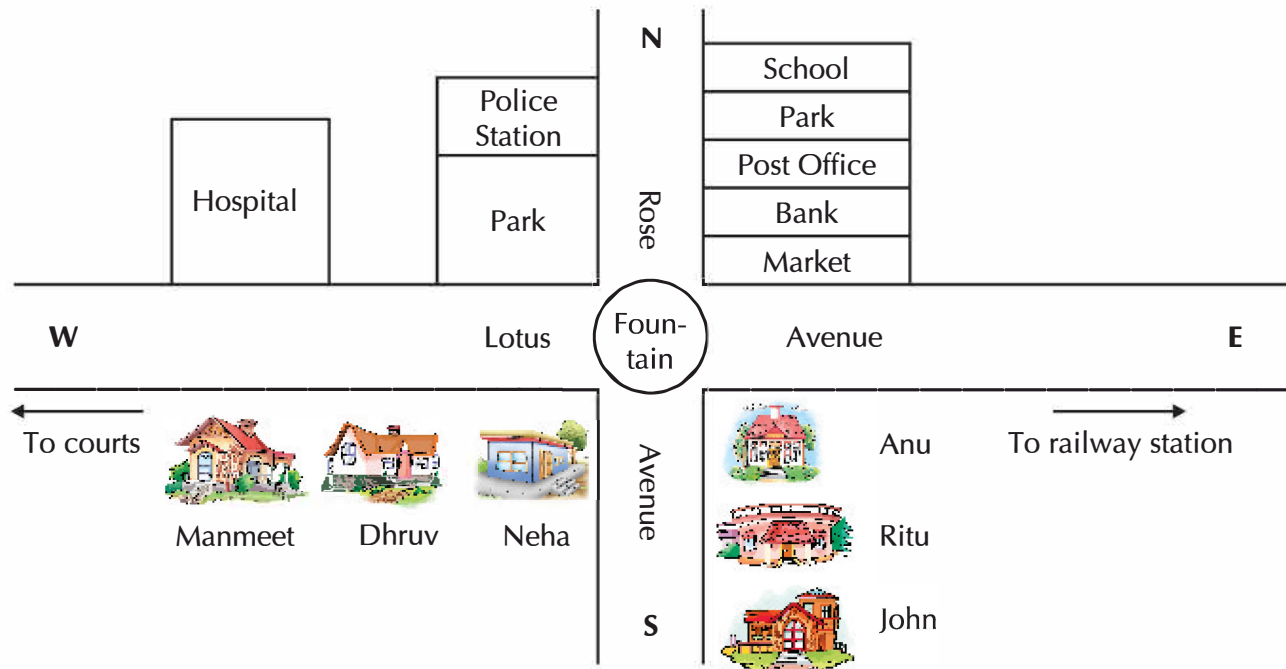 N
School
Police
Station
Park
Post Office
Hospital
Rose
Park
Bank
Market
W
Lotus
Foun-
tain
Avenue
E
To courts
Avenue
Anu
To railway station
Manmeet
Dhruv
Neha
Ritu
S
John